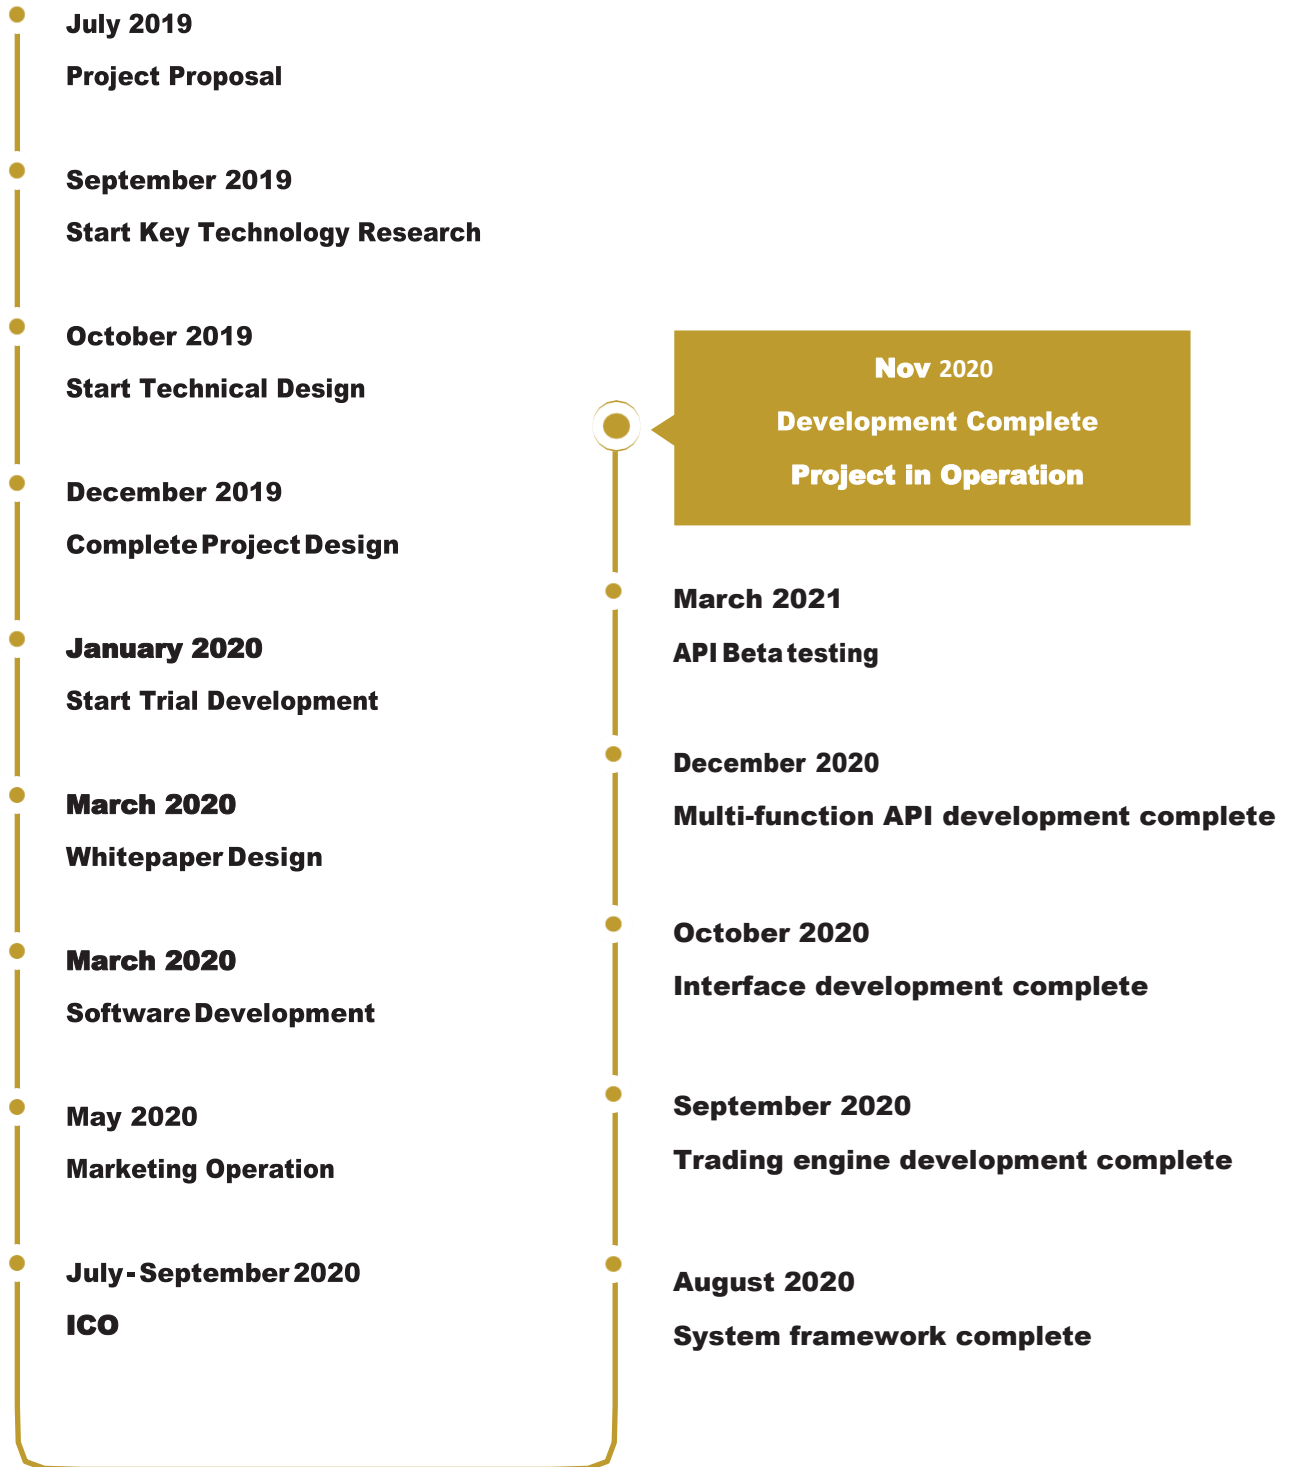 July 2019
Project Proposal
September 2019
Start Key Technology Research
October 2019
Start Technical Design
December 2019
Complete Project Design
January 2020
Start Trial Development
March 2020
Whitepaper Design
March 2020
Software Development
May 2020
Marketing Operation
July - September 2020
ICO
Nov 2020
Development Complete
Project in Operation
March 2021
API Beta testing
December 2020
Multi-function API development complete
October 2020
Interface development complete
September 2020
Trading engine development complete
August 2020
System framework complete